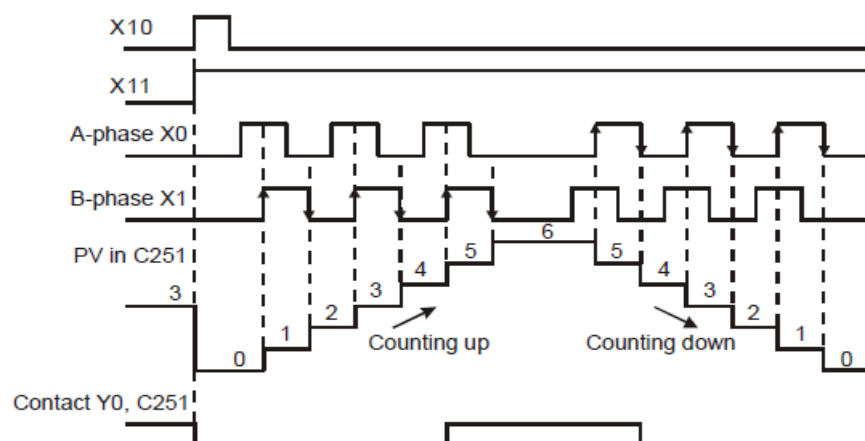 X10
X11
A-phase X0
B-phase X1
PV in C251
6
5
5
4
4
3
3
3
2
2
Counting up
Counting down
1
1
0
0
Contact Y0, C251